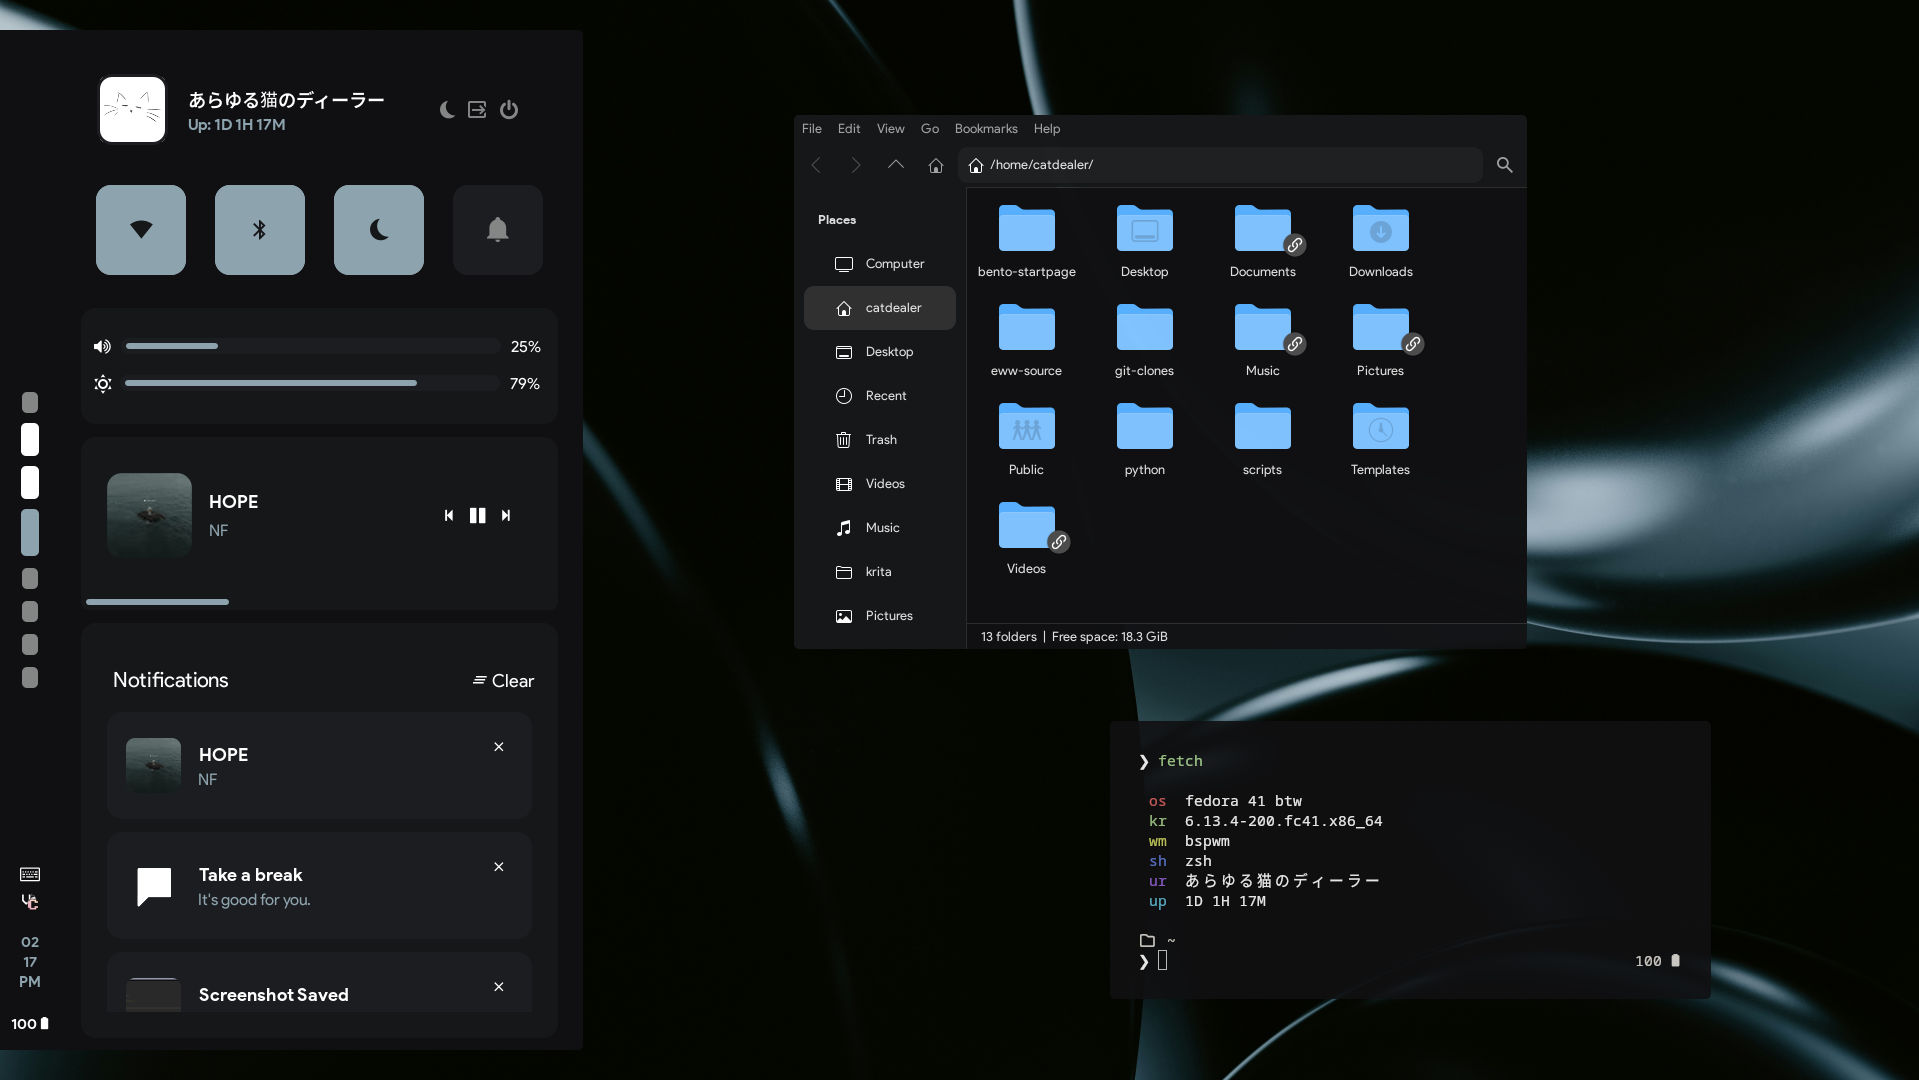 あらゆる猫のディーラー
Up: 1D 1H 17M
25%
79%
HOPE
NF
Notifications
Clear
HOPE
NF
Take a break
It's good for you.
Screenshot Saved
02
17
PM
100
File Edit View Go Bookmarks Help
/home/catdealer/
Places
Computer
catdealer
Desktop
Recent
Trash
Videos
Music
krita
Pictures
bento-startpage Desktop Documents Downloads
eww-source git-clones Music Pictures
Public python scripts Templates
Videos
13 folders | Free space: 18.3 GiB
❯ fetch
os fedora 41 btw
kr 6.13.4-200.fc41.x86_64
wm bspwm
sh zsh
ur あらゆる猫のディーラー
up 1D 1H 17M
~
❯
100